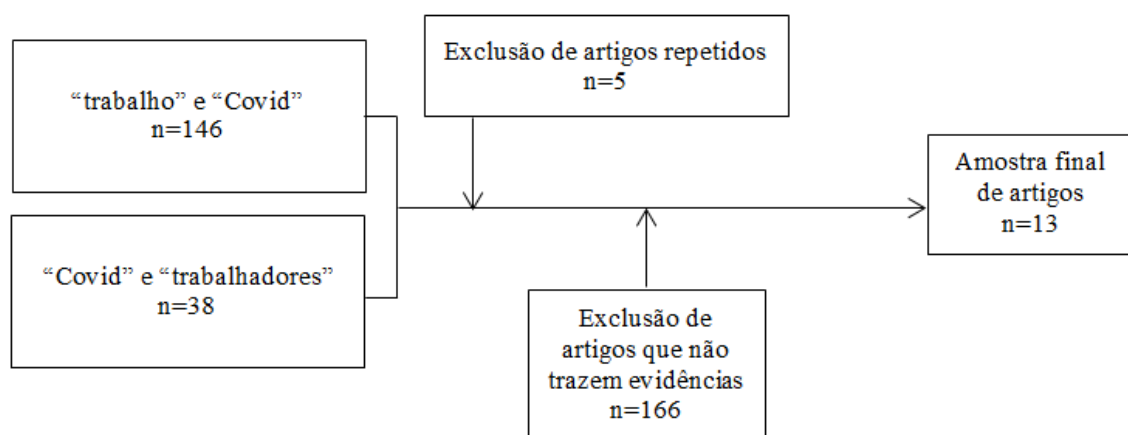 “trabalho” e “Covid”
n=146
“Covid” e “trabalhadores”
n=38
Exclusão de artigos repetidos
n=5
Exclusão de
artigos que não
trazem evidências
n=166
Amostra final
de artigos
n=13